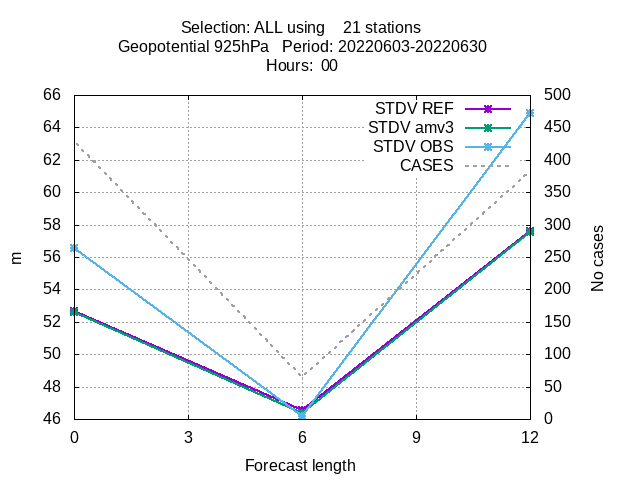 Selection: ALL using    21 stations
Geopotential 925hPa   Period: 20220603-20220630
Hours:  00
66
64
62
60
58
56
54
52
50
48
46
m
STDV REF
STDV amv3
STDV OBS
CASES
500
450
400
350
300
250
200
150
100
50
0
No cases
0
3
6
9
12
Forecast length